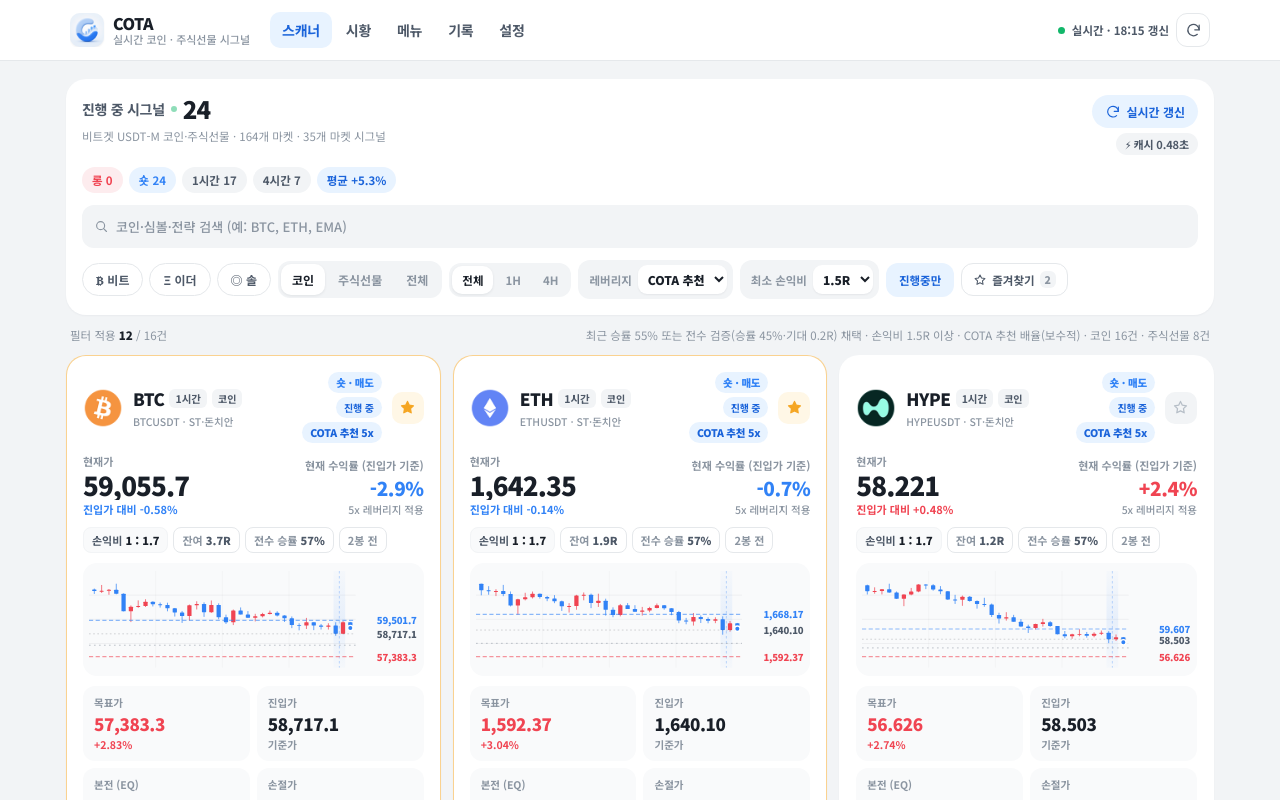 COTA
실시간 코인 · 주식선물 시그널
스캐너 시황 메뉴 기록 설정
실시간 · 18:15 갱신
진행 중 시그널 24
비트겟 USDT-M 코인·주식선물 · 164개 마켓 · 35개 마켓 시그널
실시간 갱신
⚡ 캐시 0.48초
롱 0 숏 24 1시간 17 4시간 7 평균 +5.3%
코인·심볼·전략 검색 (예: BTC, ETH, EMA)
₿ 비트 Ξ 이더 ◎ 솔 코인 주식선물 전체 전체 1H 4H 레버리지 COTA 추천 최소 손익비 1.5R 진행중만 즐겨찾기 2
필터 적용 12 / 16건
최근 승률 55% 또는 전수 검증(승률 45%·기대 0.2R) 채택 · 손익비 1.5R 이상 · COTA 추천 배율(보수적) · 코인 16건 · 주식선물 8건
BTC 1시간 코인
BTCUSDT · ST·돈치안
숏 · 매도
진행 중
COTA 추천 5x
현재가
59,055.7
진입가 대비 -0.58%
현재 수익률 (진입가 기준)
-2.9%
5x 레버리지 적용
손익비 1 : 1.7 잔여 3.7R 전수 승률 57% 2봉 전
59,501.7
58,717.1
57,383.3
목표가
57,383.3
+2.83%
진입가
58,717.1
기준가
본전 (EQ)
손절가
ETH 1시간 코인
ETHUSDT · ST·돈치안
숏 · 매도
진행 중
COTA 추천 5x
현재가
1,642.35
진입가 대비 -0.14%
현재 수익률 (진입가 기준)
-0.7%
5x 레버리지 적용
손익비 1 : 1.7 잔여 1.9R 전수 승률 57% 2봉 전
1,668.17
1,640.10
1,592.37
목표가
1,592.37
+3.04%
진입가
1,640.10
기준가
본전 (EQ)
손절가
HYPE 1시간 코인
HYPEUSDT · ST·돈치안
숏 · 매도
진행 중
COTA 추천 5x
현재가
58.221
진입가 대비 +0.48%
현재 수익률 (진입가 기준)
+2.4%
5x 레버리지 적용
손익비 1 : 1.7 잔여 1.2R 전수 승률 57% 2봉 전
59.607
58.503
56.626
목표가
56.626
+2.74%
진입가
58.503
기준가
본전 (EQ)
손절가